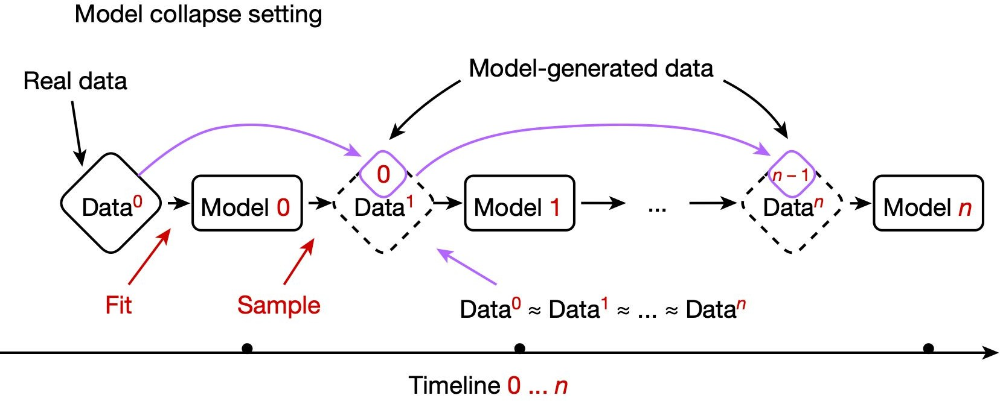 Model collapse setting
Real data
Model-generated data
Data⁰
Model 0
0
Data¹
Model 1
...
n – 1
Dataⁿ
Model n
Fit
Sample
Data⁰ ≈ Data¹ ≈ ... ≈ Dataⁿ
Timeline 0 ... n